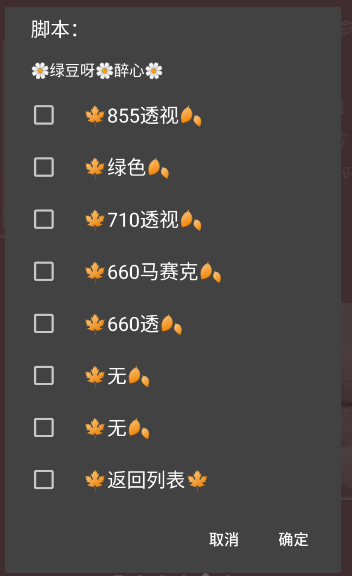 脚本：
🌼绿豆呀🌼醉心🌼
🍁855透视🍂
🍁绿色🍂
🍁710透视🍂
🍁660马赛克🍂
🍁660透🍂
🍁无🍂
🍁无🍂
🍁返回列表🍁
取消 确定